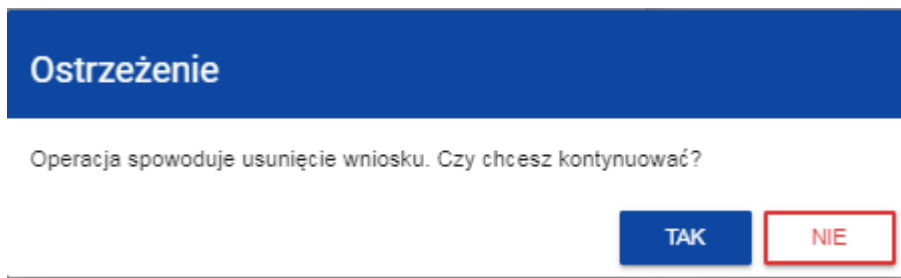 Ostrzeżenie
Operacja spowoduje usunięcie wniosku. Czy chcesz kontynuować?
TAK NIE